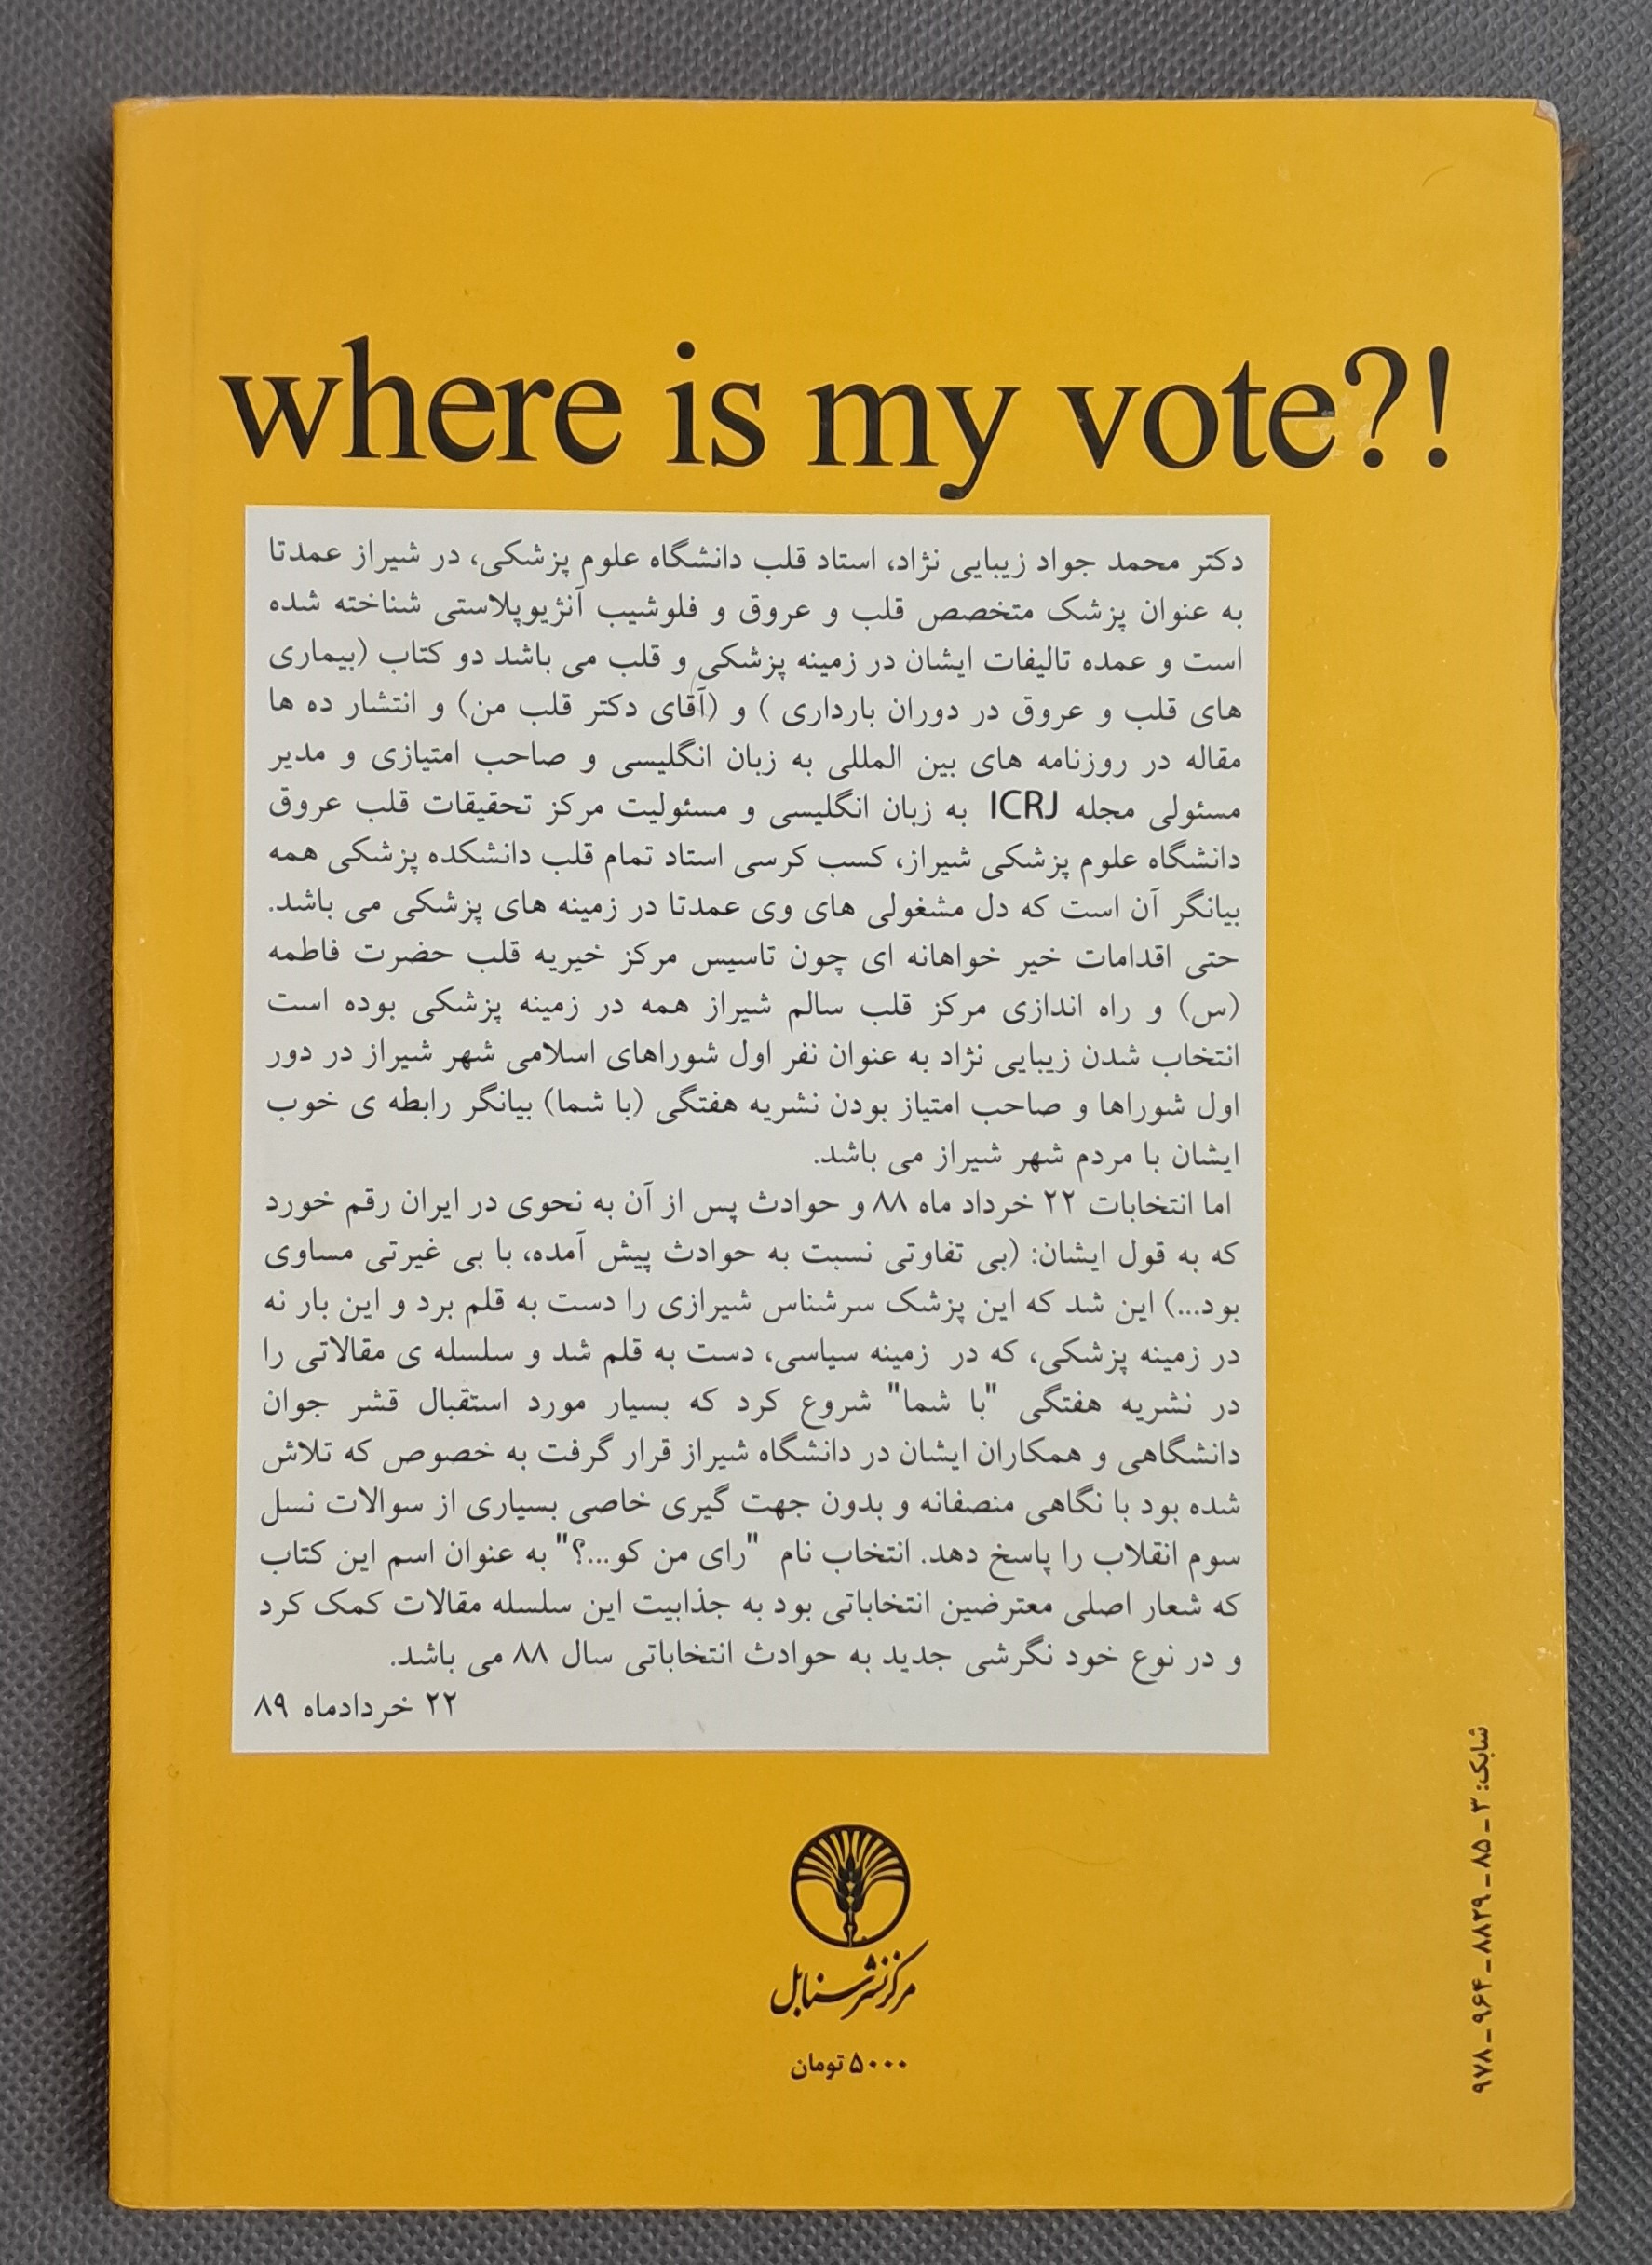 where is my vote?!
دکتر محمد جواد زیبایی نژاد، استاد قلب دانشگاه علوم پزشکی، در شیراز عمدتا
به عنوان پزشک متخصص قلب و عروق و فلوشیب آنژیوپلاستی شناخته شده
است و عمده تالیفات ایشان در زمینه پزشکی و قلب می باشد دو کتاب (بیماری
های قلب و عروق در دوران بارداری ) و (آقای دکتر قلب من) و انتشار ده ها
مقاله در روزنامه های بین المللی به زبان انگلیسی و صاحب امتیازی و مدیر
مسئولی مجله ICRJ به زبان انگلیسی و مسئولیت مرکز تحقیقات قلب عروق
دانشگاه علوم پزشکی شیراز، کسب کرسی استاد تمام قلب دانشکده پزشکی همه
بیانگر آن است که دل مشغولی های وی عمدتا در زمینه های پزشکی می باشد.
حتی اقدامات خیر خواهانه ای چون تاسیس مرکز خیریه قلب حضرت فاطمه
(س) و راه اندازی مرکز قلب سالم شیراز همه در زمینه پزشکی بوده است
انتخاب شدن زیبایی نژاد به عنوان نفر اول شوراهای اسلامی شهر شیراز در دور
اول شوراها و صاحب امتیاز بودن نشریه هفتگی (با شما) بیانگر رابطه ی خوب
ایشان با مردم شهر شیراز می باشد.
اما انتخابات ۲۲ خرداد ماه ۸۸ و حوادث پس از آن به نحوی در ایران رقم خورد
که به قول ایشان: (بی تفاوتی نسبت به حوادث پیش آمده، با بی غیرتی مساوی
بود...) این شد که این پزشک سرشناس شیرازی را دست به قلم برد و این بار نه
در زمینه پزشکی، که در زمینه سیاسی، دست به قلم شد و سلسله ی مقالاتی را
در نشریه هفتگی "با شما" شروع کرد که بسیار مورد استقبال قشر جوان
دانشگاهی و همکاران ایشان در دانشگاه شیراز قرار گرفت به خصوص که تلاش
شده بود با نگاهی منصفانه و بدون جهت گیری خاصی بسیاری از سوالات نسل
سوم انقلاب را پاسخ دهد. انتخاب نام "رای من کو...؟" به عنوان اسم این کتاب
که شعار اصلی معترضین انتخاباتی بود به جذابیت این سلسله مقالات کمک کرد
و در نوع خود نگرشی جدید به حوادث انتخاباتی سال ۸۸ می باشد.
۲۲ خردادماه ۸۹
مرکز نشر سنابل
۵۰۰۰ تومان
شابک: ۳ - ۸۵ - ۸۸۲۹ - ۹۶۴ - ۹۷۸